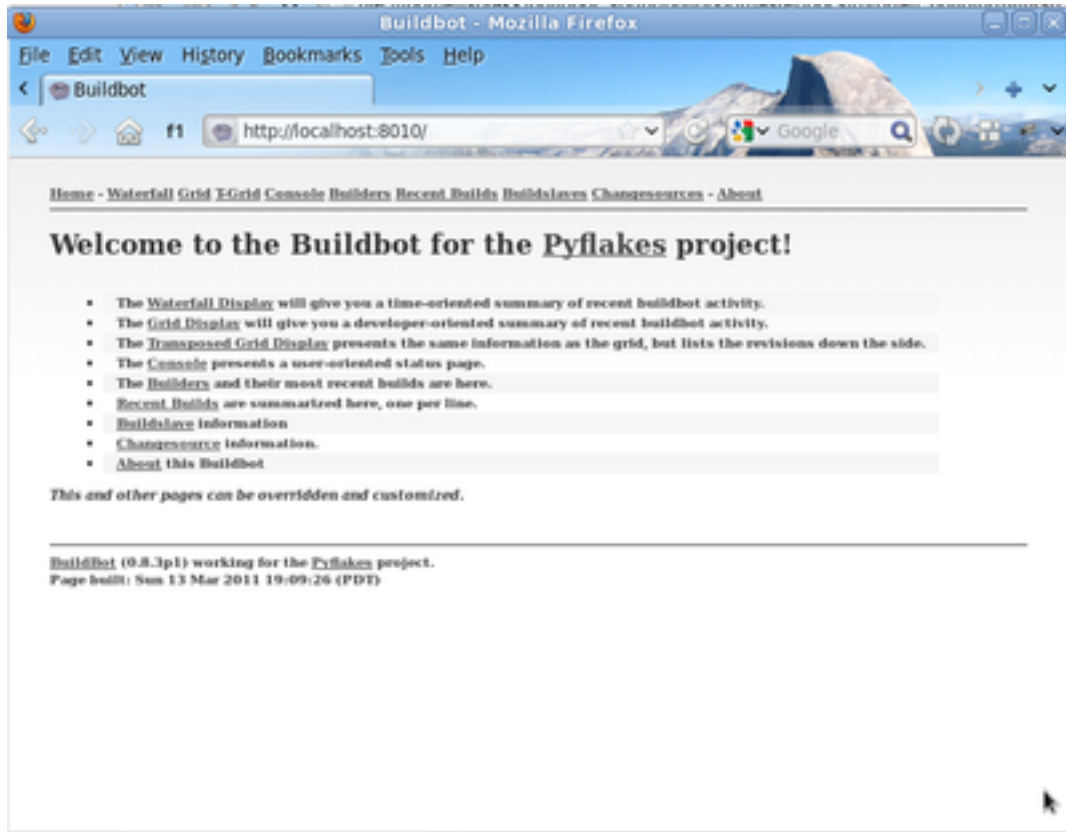 Buildbot - Mozilla Firefox
File Edit View History Bookmarks Tools Help
Buildbot
f1 http://localhost:8010/ Google
Home - Waterfall Grid T-Grid Console Builders Recent Builds Buildslaves Changesources - About
Welcome to the Buildbot for the Pyflakes project!
The Waterfall Display will give you a time-oriented summary of recent buildbot activity.
The Grid Display will give you a developer-oriented summary of recent buildbot activity.
The Transposed Grid Display presents the same information as the grid, but lists the revisions down the side.
The Console presents a user-oriented status page.
The Builders and their most recent builds are here.
Recent Builds are summarized here, one per line.
Buildslave information
Changesource information.
About this Buildbot
This and other pages can be overridden and customized.
BuildBot (0.8.3p1) working for the Pyflakes project.
Page built: Sun 13 Mar 2011 19:09:26 (PDT)